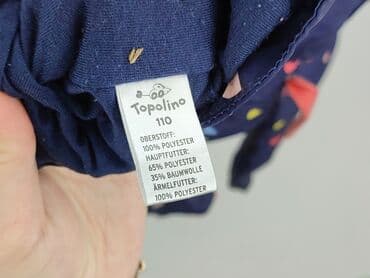 Topolino
110
OBERSTOFF:
100% POLYESTER
HAUPTFUTTER:
65% POLYESTER
35% BAUMWOLLE
ÄRMELFUTTER:
100% POLYESTER